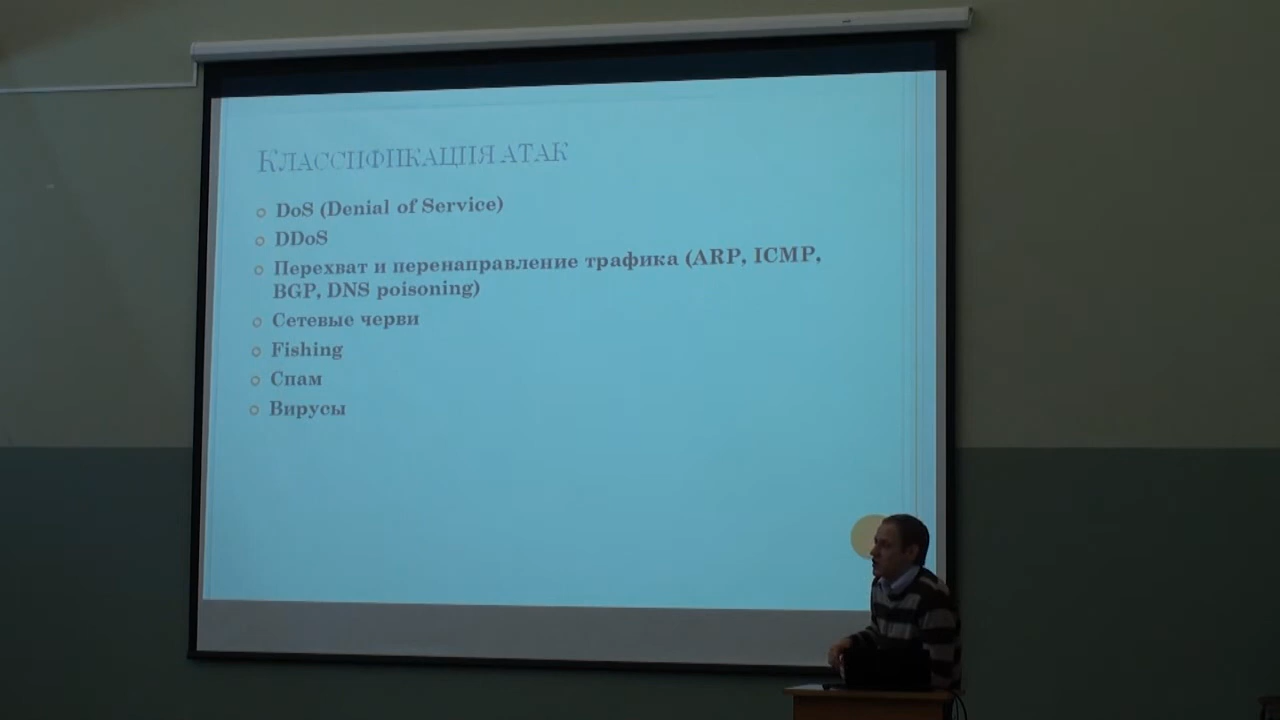 Классификация атак
DoS (Denial of Service)
DDoS
Перехват и перенаправление трафика (ARP, ICMP,
BGP, DNS poisoning)
Сетевые черви
Fishing
Спам
Вирусы